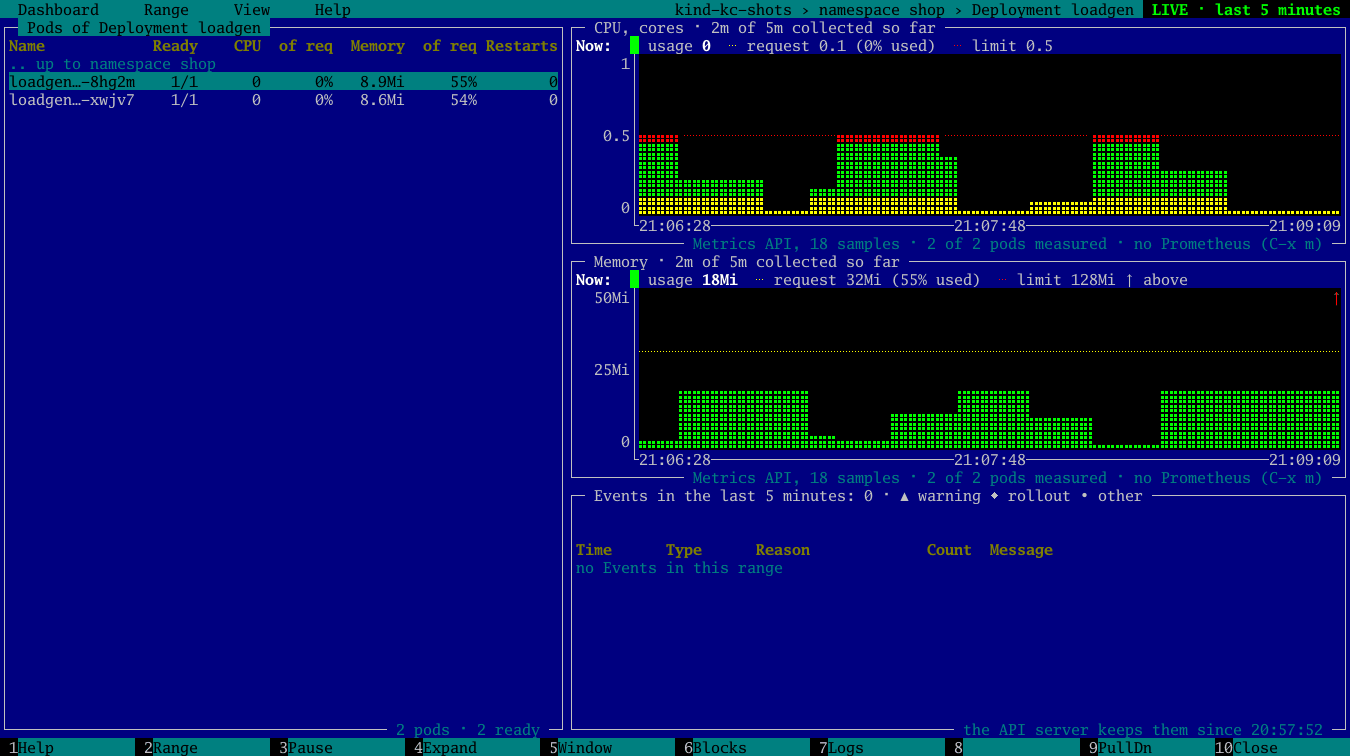 Dashboard Range View Help kind-kc-shots › namespace shop › Deployment loadgen LIVE · last 5 minutes
Pods of Deployment loadgen
Name Ready CPU of req Memory of req Restarts
.. up to namespace shop
loadgen…-8hg2m 1/1 0 0% 8.9Mi 55% 0
loadgen…-xwjv7 1/1 0 0% 8.6Mi 54% 0
2 pods · 2 ready
CPU, cores · 2m of 5m collected so far
Now: usage 0 ┈ request 0.1 (0% used) ┈ limit 0.5
1
0.5
0
21:06:28 21:07:48 21:09:09
Metrics API, 18 samples · 2 of 2 pods measured · no Prometheus (C-x m)
Memory · 2m of 5m collected so far
Now: usage 18Mi ┈ request 32Mi (55% used) ┈ limit 128Mi ↑ above
50Mi ↑
25Mi
0
21:06:28 21:07:48 21:09:09
Metrics API, 18 samples · 2 of 2 pods measured · no Prometheus (C-x m)
Events in the last 5 minutes: 0 · ▲ warning ◆ rollout • other
Time Type Reason Count Message
no Events in this range
the API server keeps them since 20:57:52
1Help 2Range 3Pause 4Expand 5Window 6Blocks 7Logs 8 9PullDn 10Close